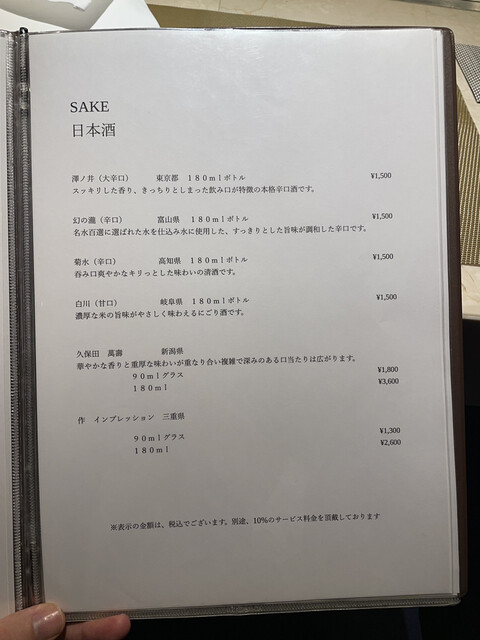 SAKE
日本酒
澤ノ井（大辛口） 東京都 １８０ｍｌボトル ¥1,500
スッキリした香り、きっちりとしまった飲み口が特徴の本格辛口酒です。
幻の瀧（辛口） 富山県 １８０ｍｌボトル ¥1,500
名水百選に選ばれた水を仕込み水に使用した、すっきりとした旨味が調和した辛口です。
菊水（辛口） 高知県 １８０ｍｌボトル ¥1,500
呑み口爽やかなキリっとした味わいの清酒です。
白川（甘口） 岐阜県 １８０ｍｌボトル ¥1,500
濃厚な米の旨味がやさしく味わえるにごり酒です。
久保田 萬壽 新潟県
華やかな香りと重厚な味わいが重なり合い複雑で深みのある口当たりは広がります。
９０ｍｌグラス ¥1,800
１８０ｍｌ ¥3,600
作 インプレッション 三重県
９０ｍｌグラス ¥1,300
１８０ｍｌ ¥2,600
※表示の金額は、税込でございます。別途、10%のサービス料金を頂戴しております